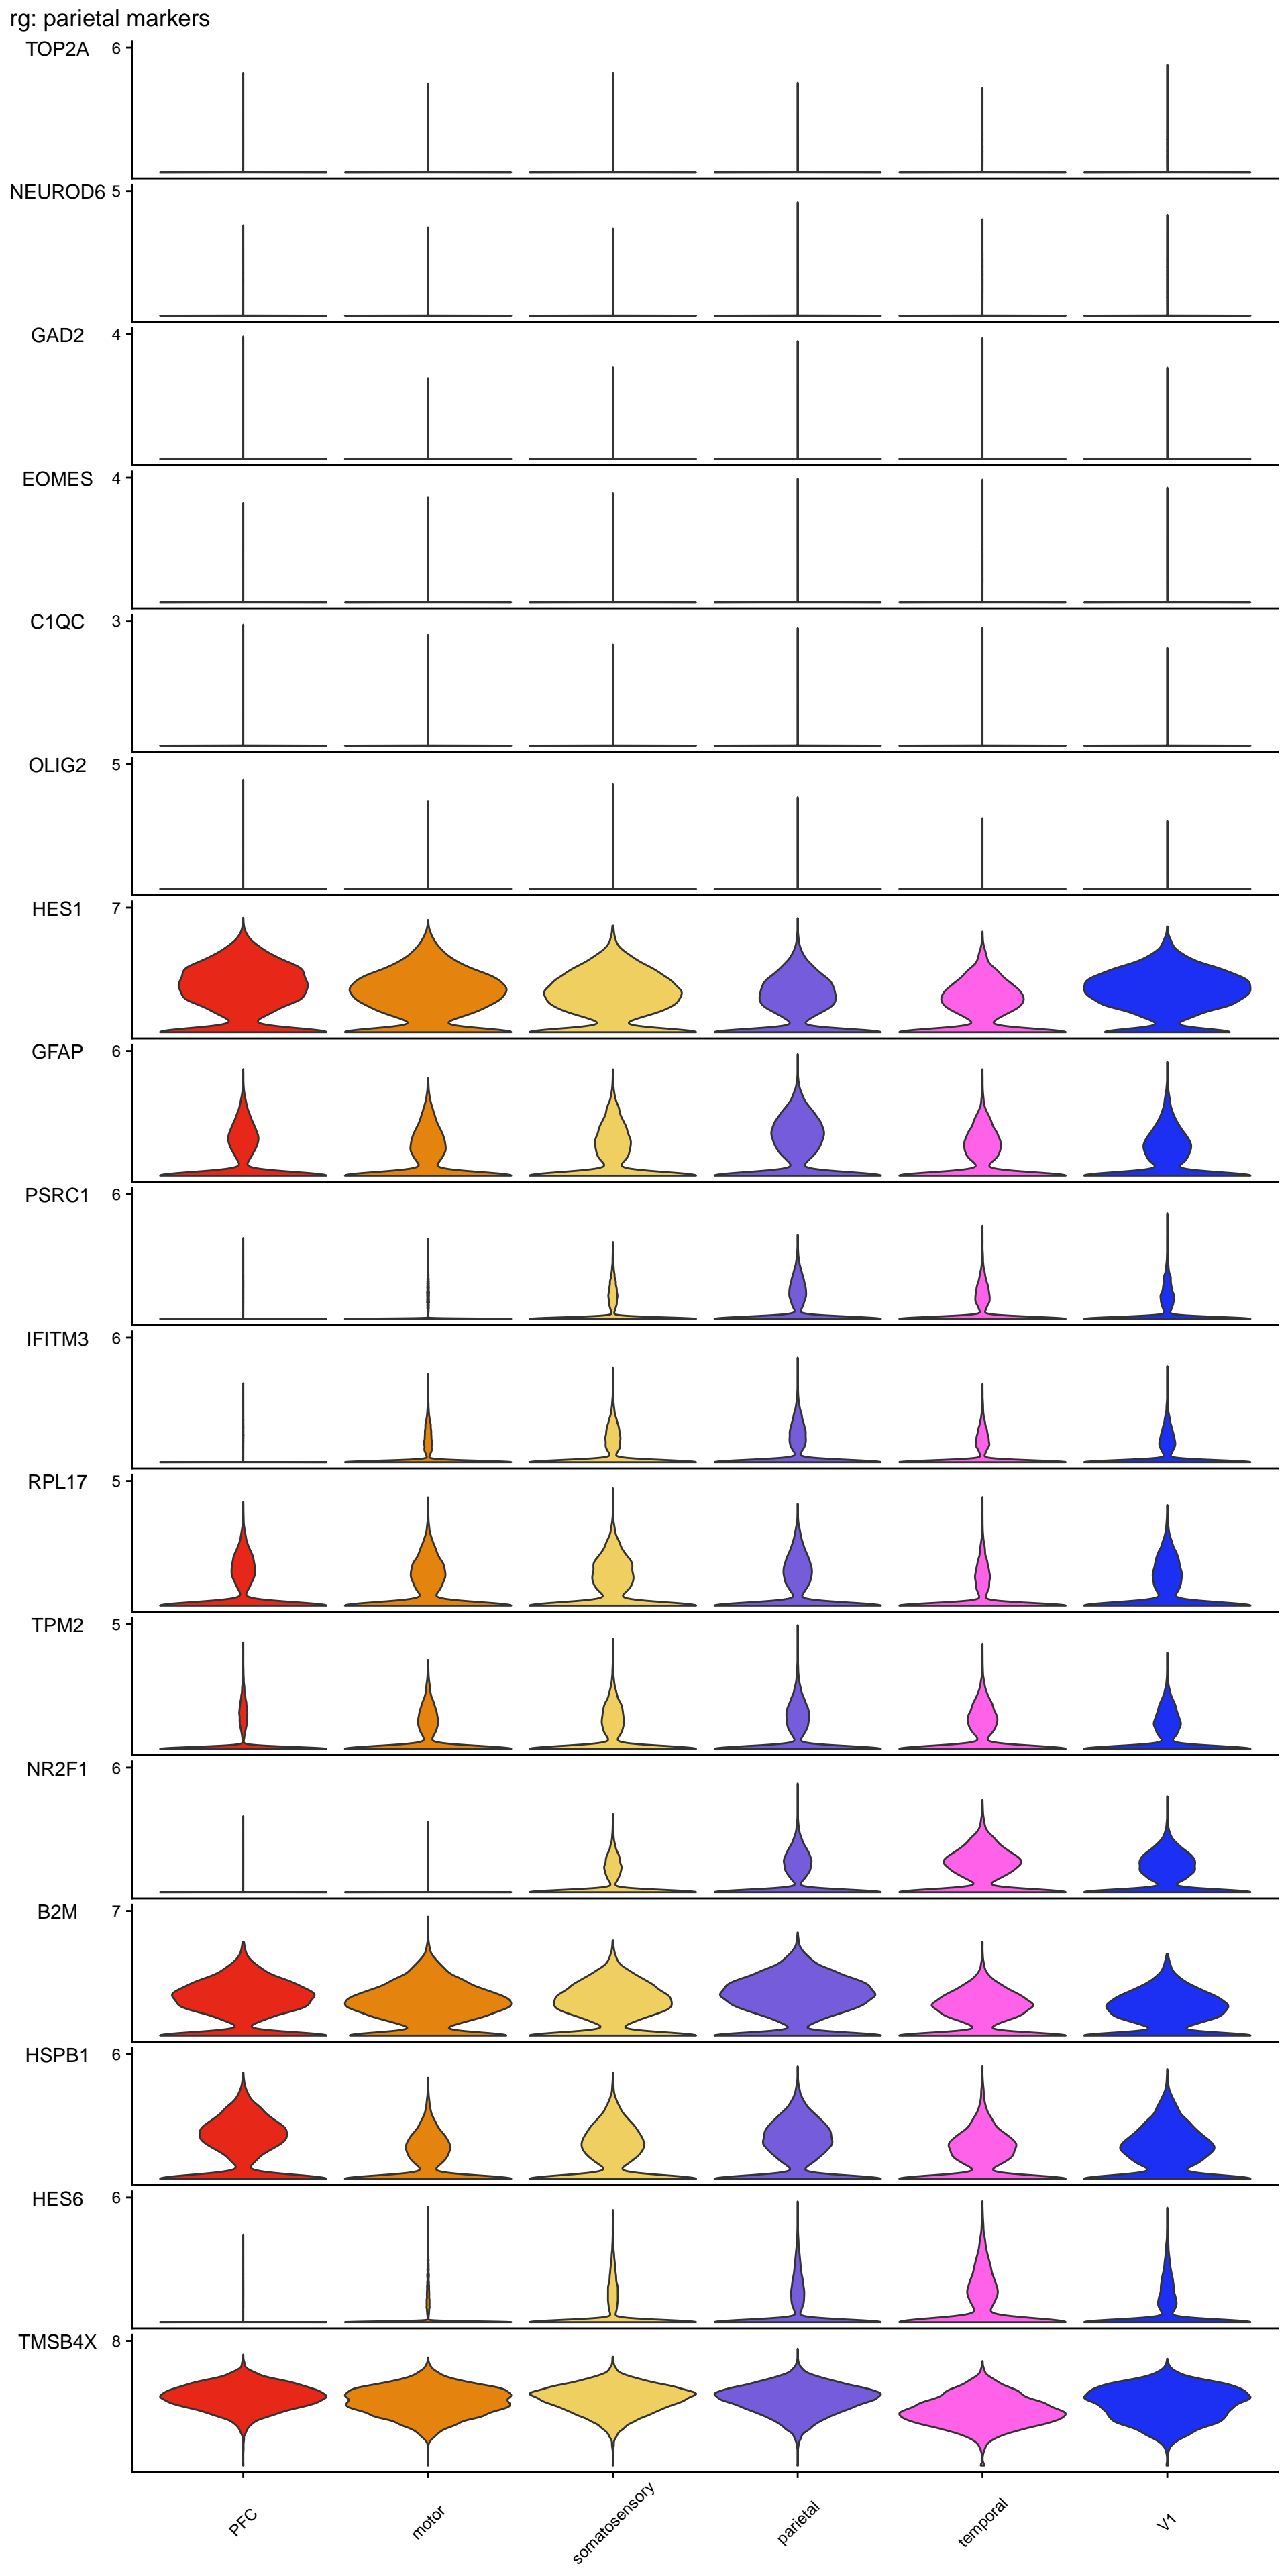 rg: parietal markers
TOP2A 6
NEUROD6 5
GAD2 4
EOMES 4
C1QC 3
OLIG2 5
HES1 7
GFAP 6
PSRC1 6
IFITM3 6
RPL17 5
TPM2 5
NR2F1 6
B2M 7
HSPB1 6
HES6 6
TMSB4X 8
PFC motor somatosensory parietal temporal V1